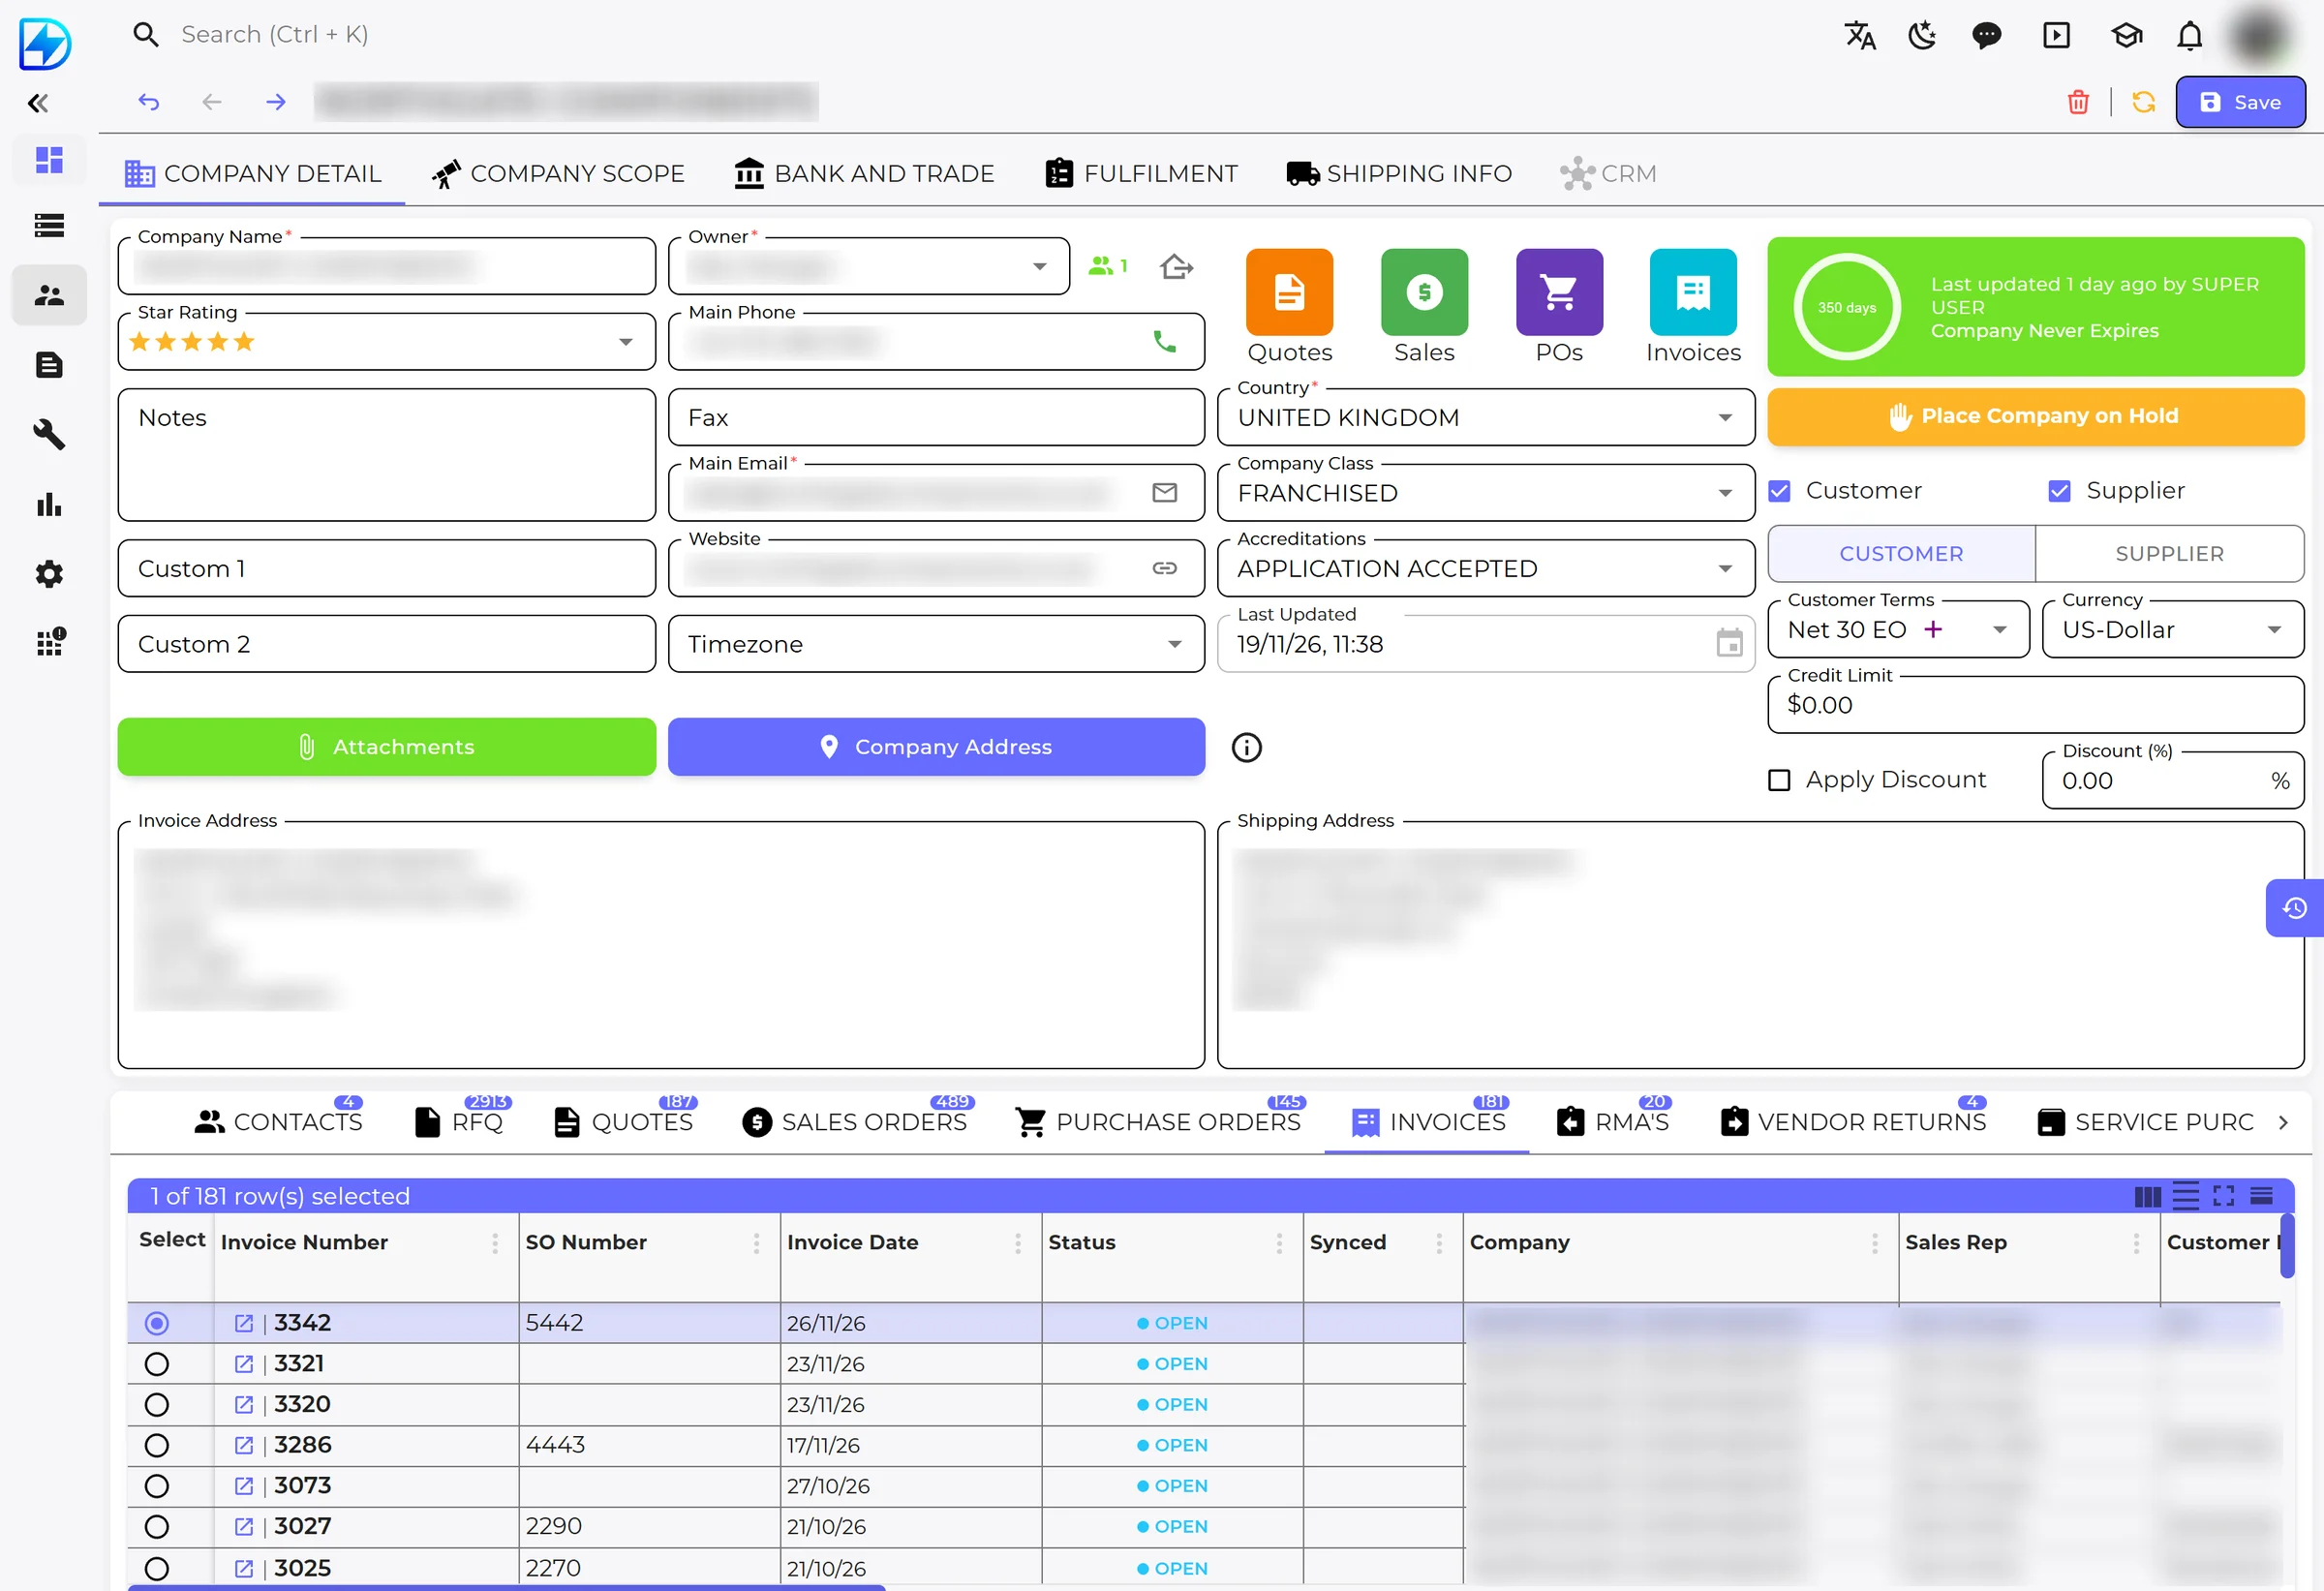 Search (Ctrl + K)
Save
COMPANY DETAIL
COMPANY SCOPE
BANK AND TRADE
FULFILMENT
SHIPPING INFO
CRM
Company Name*
Owner*
1
Quotes
Sales
POs
Invoices
350 days
Last updated 1 day ago by SUPER
USER
Company Never Expires
Star Rating
Main Phone
Notes
Fax
Country*
UNITED KINGDOM
Place Company on Hold
Main Email*
Company Class
FRANCHISED
Customer
Supplier
Custom 1
Website
Accreditations
APPLICATION ACCEPTED
CUSTOMER
SUPPLIER
Custom 2
Timezone
Last Updated
19/11/26, 11:38
Customer Terms
Net 30 EO
Currency
US-Dollar
Credit Limit
$0.00
Attachments
Company Address
Apply Discount
Discount (%)
0.00 %
Invoice Address
Shipping Address
CONTACTS 4
RFQ 2913
QUOTES 187
SALES ORDERS 489
PURCHASE ORDERS 145
INVOICES 181
RMA'S 20
VENDOR RETURNS 4
SERVICE PURC
1 of 181 row(s) selected
Select Invoice Number SO Number Invoice Date Status Synced Company Sales Rep Customer
| 3342 5442 26/11/26 OPEN
| 3321 23/11/26 OPEN
| 3320 23/11/26 OPEN
| 3286 4443 17/11/26 OPEN
| 3073 27/10/26 OPEN
| 3027 2290 21/10/26 OPEN
| 3025 2270 21/10/26 OPEN